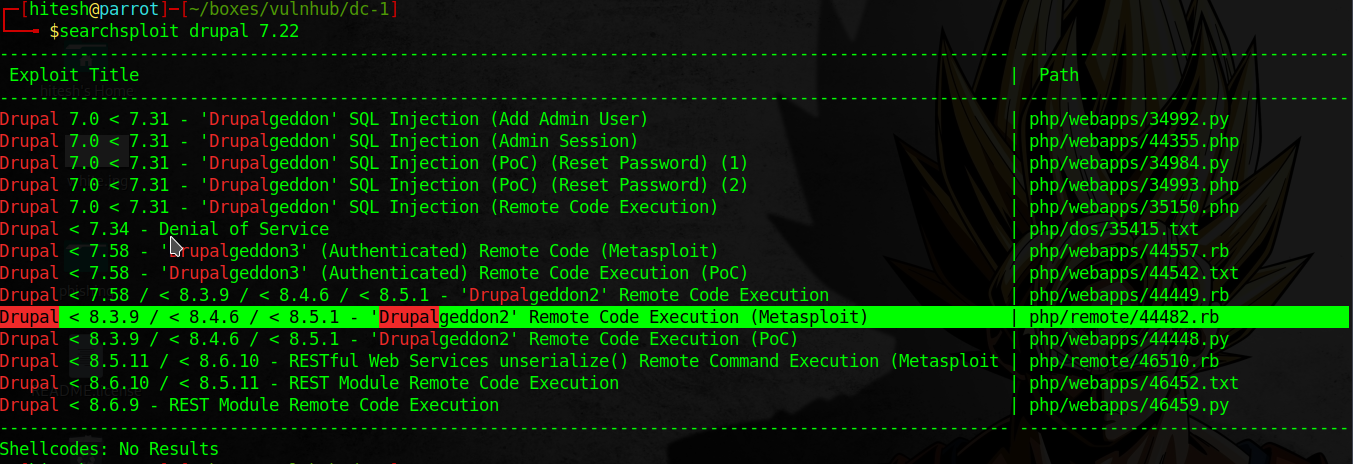 ┌─[hitesh@parrot]─[~/boxes/vulnhub/dc-1]
└──╼ $searchsploit drupal 7.22
Exploit Title | Path
hitesh's Home
Drupal 7.0 < 7.31 - 'Drupalgeddon' SQL Injection (Add Admin User) | php/webapps/34992.py
Drupal 7.0 < 7.31 - 'Drupalgeddon' SQL Injection (Admin Session) | php/webapps/44355.php
Drupal 7.0 < 7.31 - 'Drupalgeddon' SQL Injection (PoC) (Reset Password) (1) | php/webapps/34984.py
Drupal 7.0 < 7.31 - 'Drupalgeddon' SQL Injection (PoC) (Reset Password) (2) | php/webapps/34993.php
Drupal 7.0 < 7.31 - 'Drupalgeddon' SQL Injection (Remote Code Execution) | php/webapps/35150.php
Drupal < 7.34 - Denial of Service | php/dos/35415.txt
Drupal < 7.58 - 'Drupalgeddon3' (Authenticated) Remote Code (Metasploit) | php/webapps/44557.rb
Drupal < 7.58 - 'Drupalgeddon3' (Authenticated) Remote Code Execution (PoC) | php/webapps/44542.txt
Drupal < 7.58 / < 8.3.9 / < 8.4.6 / < 8.5.1 - 'Drupalgeddon2' Remote Code Execution | php/webapps/44449.rb
Drupal < 8.3.9 / < 8.4.6 / < 8.5.1 - 'Drupalgeddon2' Remote Code Execution (Metasploit) | php/remote/44482.rb
Drupal < 8.3.9 / < 8.4.6 / < 8.5.1 - 'Drupalgeddon2' Remote Code Execution (PoC) | php/webapps/44448.py
Drupal < 8.5.11 / < 8.6.10 - RESTful Web Services unserialize() Remote Command Execution (Metasploit | php/remote/46510.rb
Drupal < 8.6.10 / < 8.5.11 - REST Module Remote Code Execution | php/webapps/46452.txt
Drupal < 8.6.9 - REST Module Remote Code Execution | php/webapps/46459.py
Shellcodes: No Results